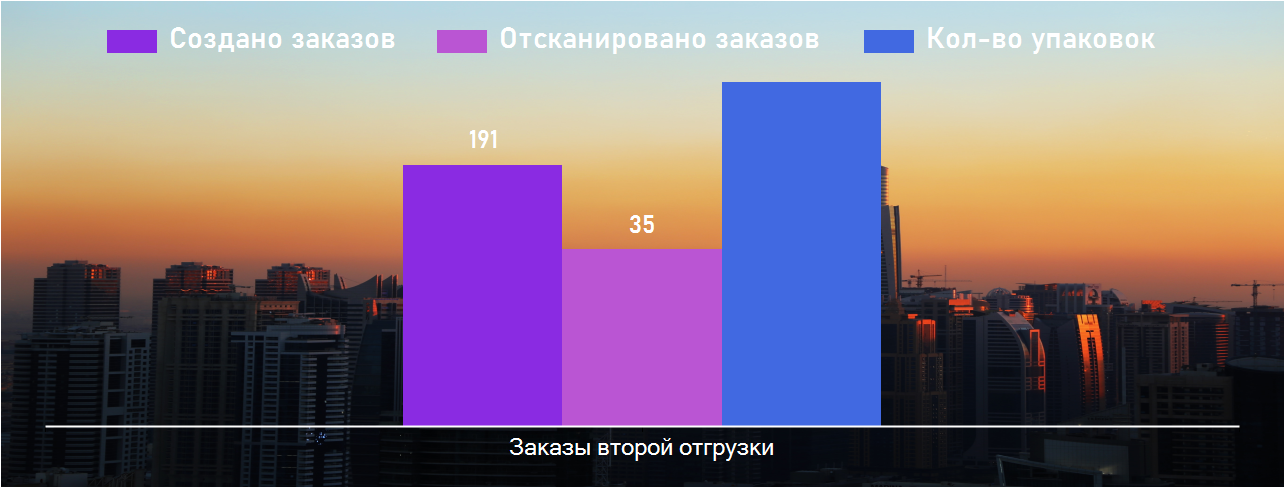 Создано заказов Отсканировано заказов Кол-во упаковок
191
35
Заказы второй отгрузки